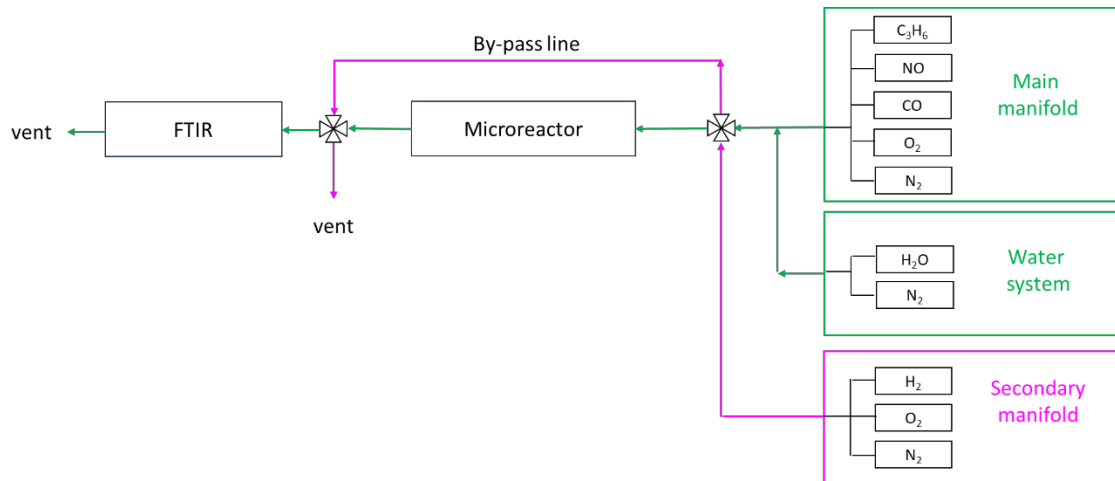 By-pass line
vent
FTIR
Microreactor
vent
C₃H₆
NO
CO
O₂
N₂
Main
manifold
H₂O
N₂
Water
system
H₂
O₂
N₂
Secondary
manifold